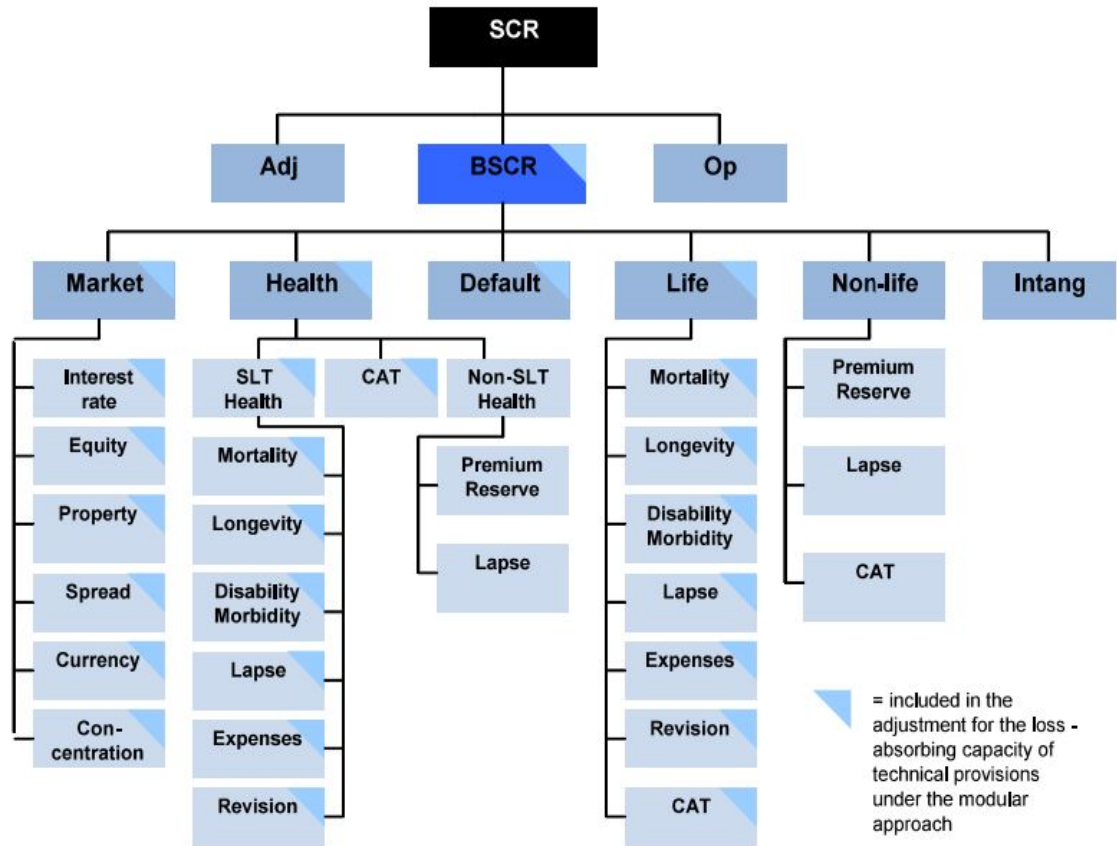 SCR
Adj
BSCR
Op
Market
Health
Default
Life
Non-life
Intang
Interest
rate
Equity
Property
Spread
Currency
Con-
centration
SLT
Health
CAT
Non-SLT
Health
Mortality
Longevity
Disability
Morbidity
Lapse
Expenses
Revision
Premium
Reserve
Lapse
Mortality
Longevity
Disability
Morbidity
Lapse
Expenses
Revision
CAT
Premium
Reserve
Lapse
CAT
= included in the
adjustment for the loss -
absorbing capacity of
technical provisions
under the modular
approach